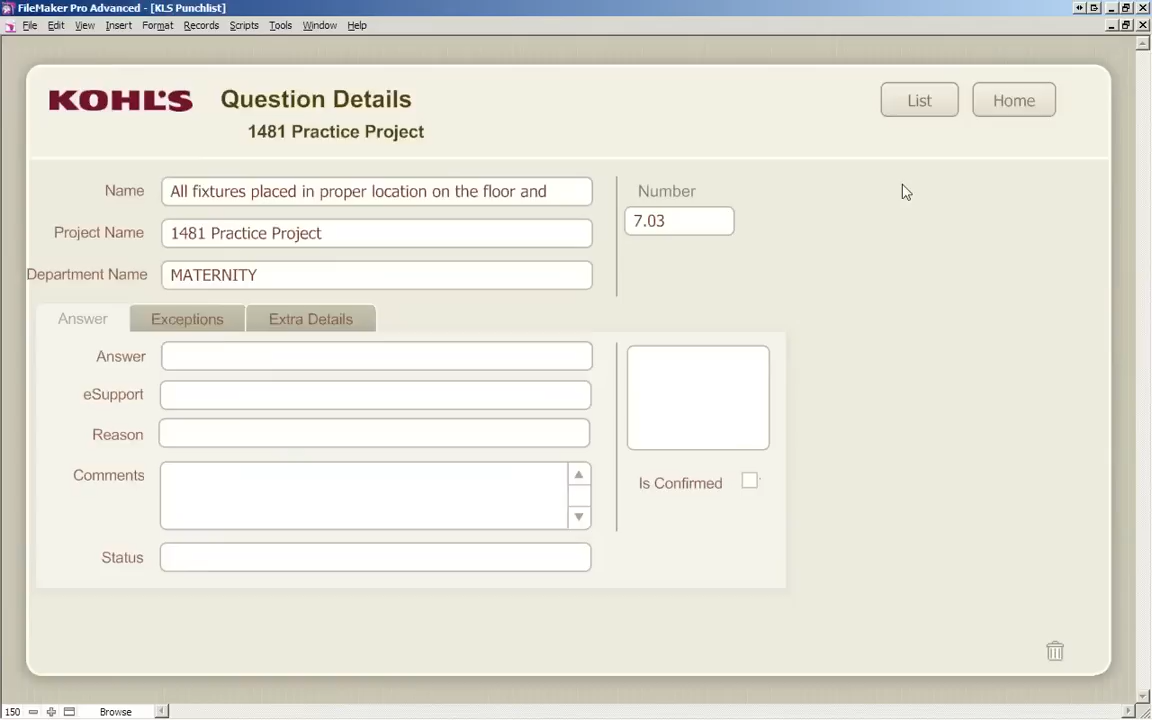 FileMaker Pro Advanced - [KLS Punchlist]
File Edit View Insert Format Records Scripts Tools Window Help
KOHL'S
Question Details
List
Home
1481 Practice Project
Name
All fixtures placed in proper location on the floor and
Number
7.03
Project Name
1481 Practice Project
Department Name
MATERNITY
Answer
Exceptions
Extra Details
Answer
eSupport
Reason
Comments
Is Confirmed
Status
150
Browse